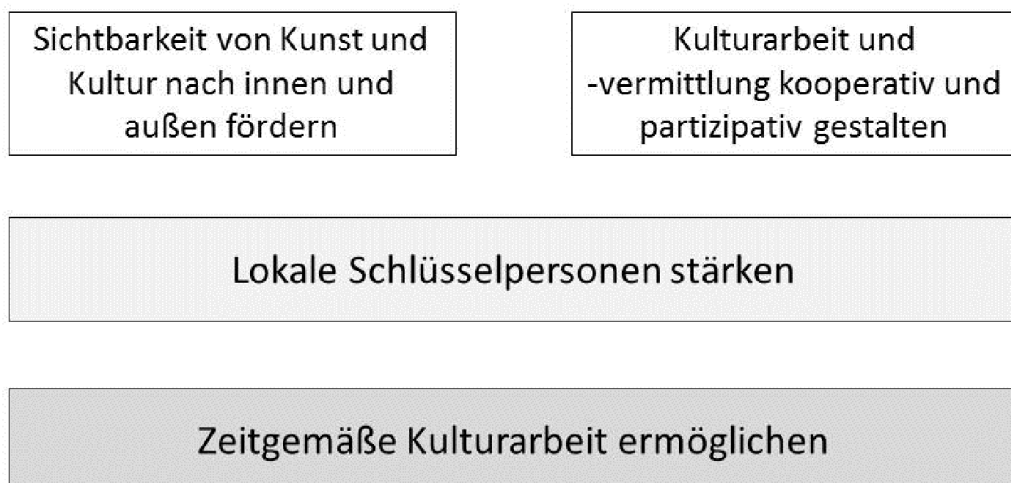 Sichtbarkeit von Kunst und
Kultur nach innen und
außen fördern
Kulturarbeit und
-vermittlung kooperativ und
partizipativ gestalten
Lokale Schlüsselpersonen stärken
Zeitgemäße Kulturarbeit ermöglichen